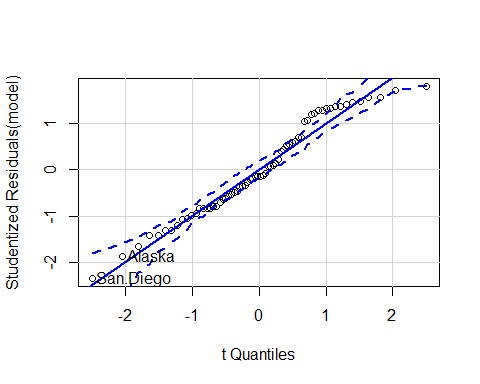 Studentized Residuals(model)
1
0
-1
-2
Alaska
San Diego
-2
-1
0
1
2
t Quantiles